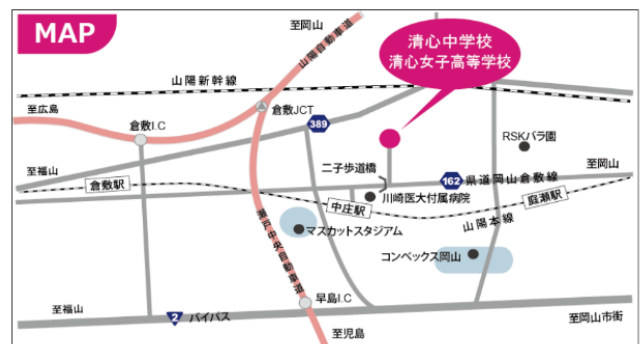 MAP
至岡山
清心中学校
清心女子高等学校
山陽自動車道
山陽新幹線
至広島
倉敷JCT
倉敷I.C
389
RSKバラ園
二子歩道橋
至福山
至岡山
倉敷駅
162
県道岡山倉敷線
川崎医大付属病院
中庄駅
庭瀬駅
山陽本線
マスカットスタジアム
瀬戸中央自動車道
コンベックス岡山
早島I.C
至福山
2
バイパス
至岡山市街
至児島